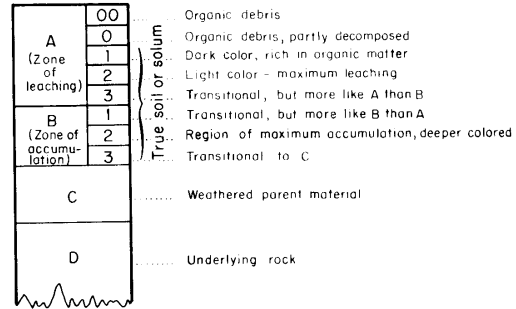 OO Organic debris
O Organic debris, partly decomposed
A
(Zone
of
leaching)
1 Dark color, rich in organic matter
2 Light color - maximum leaching
3 Transitional, but more like A than B
True soil or solum
B
(Zone of
accumu-
lation)
1 Transitional, but more like B than A
2 Region of maximum accumulation, deeper colored
3 Transitional to C
C Weathered parent material
D Underlying rock